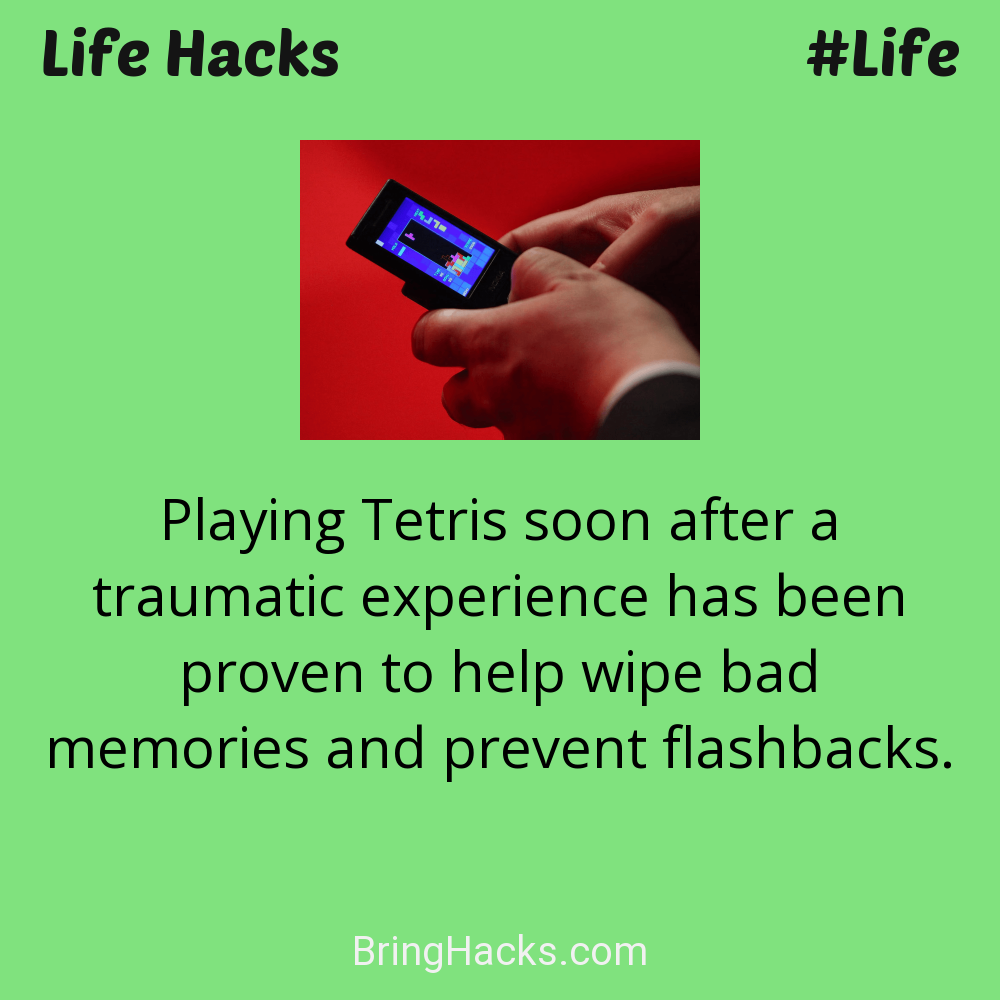 Life Hacks
#Life
Playing Tetris soon after a
traumatic experience has been
proven to help wipe bad
memories and prevent flashbacks.
BringHacks.com